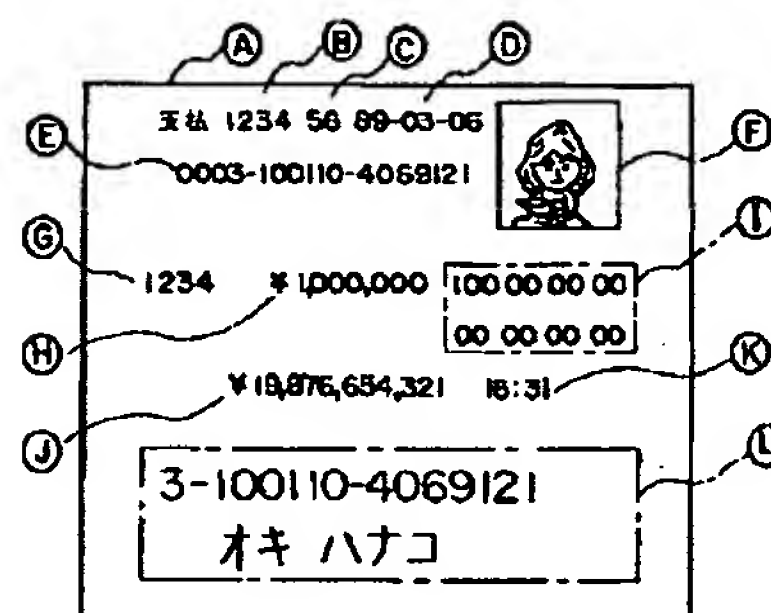 Ⓐ Ⓑ Ⓒ Ⓓ
支払 1234 56 89-03-06
Ⓔ Ⓕ
0003-100110-4069121
Ⓖ Ⓘ
1234 ¥1,000,000 100 00 00 00
Ⓗ 00 00 00 00
Ⓚ
¥19,876,654,321 16:31
Ⓙ Ⓛ
3-100110-4069121
オキ ハナコ